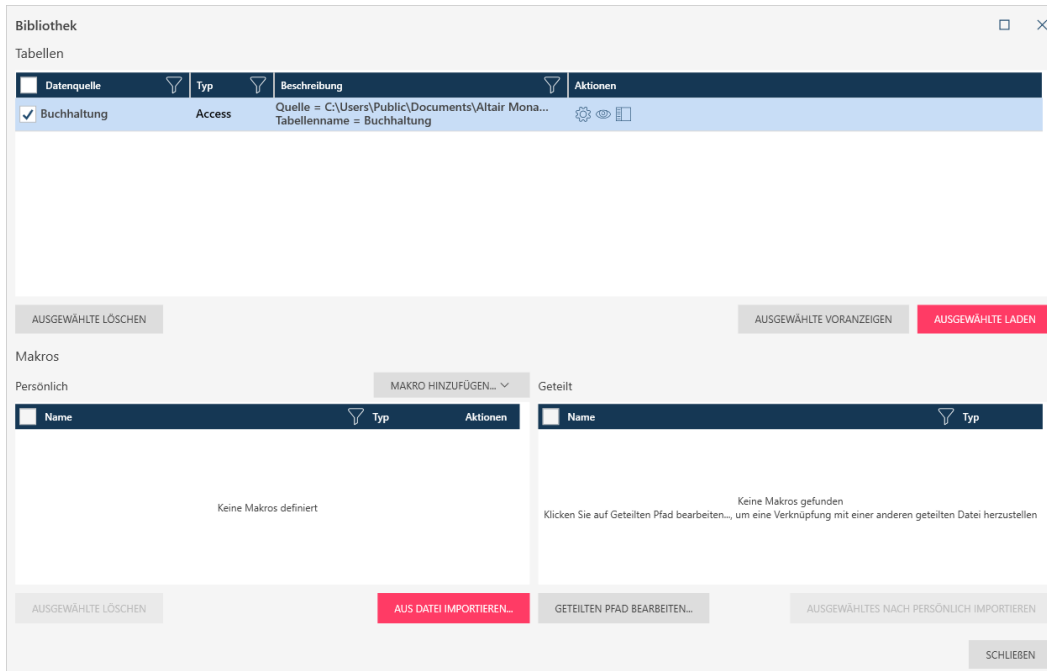 Bibliothek
Tabellen
Datenquelle Typ Beschreibung Aktionen
Buchhaltung Access Quelle = C:\Users\Public\Documents\Altair Mona...
Tabellenname = Buchhaltung
AUSGEWÄHLTE LÖSCHEN AUSGEWÄHLTE VORANZEIGEN AUSGEWÄHLTE LADEN
Makros
Persönlich MAKRO HINZUFÜGEN... Geteilt
Name Typ Aktionen Name Typ
Keine Makros definiert
Keine Makros gefunden
Klicken Sie auf Geteilten Pfad bearbeiten..., um eine Verknüpfung mit einer anderen geteilten Datei herzustellen
AUSGEWÄHLTE LÖSCHEN AUS DATEI IMPORTIEREN... GETEILTEN PFAD BEARBEITEN... AUSGEWÄHLTES NACH PERSÖNLICH IMPORTIEREN
SCHLIEßEN